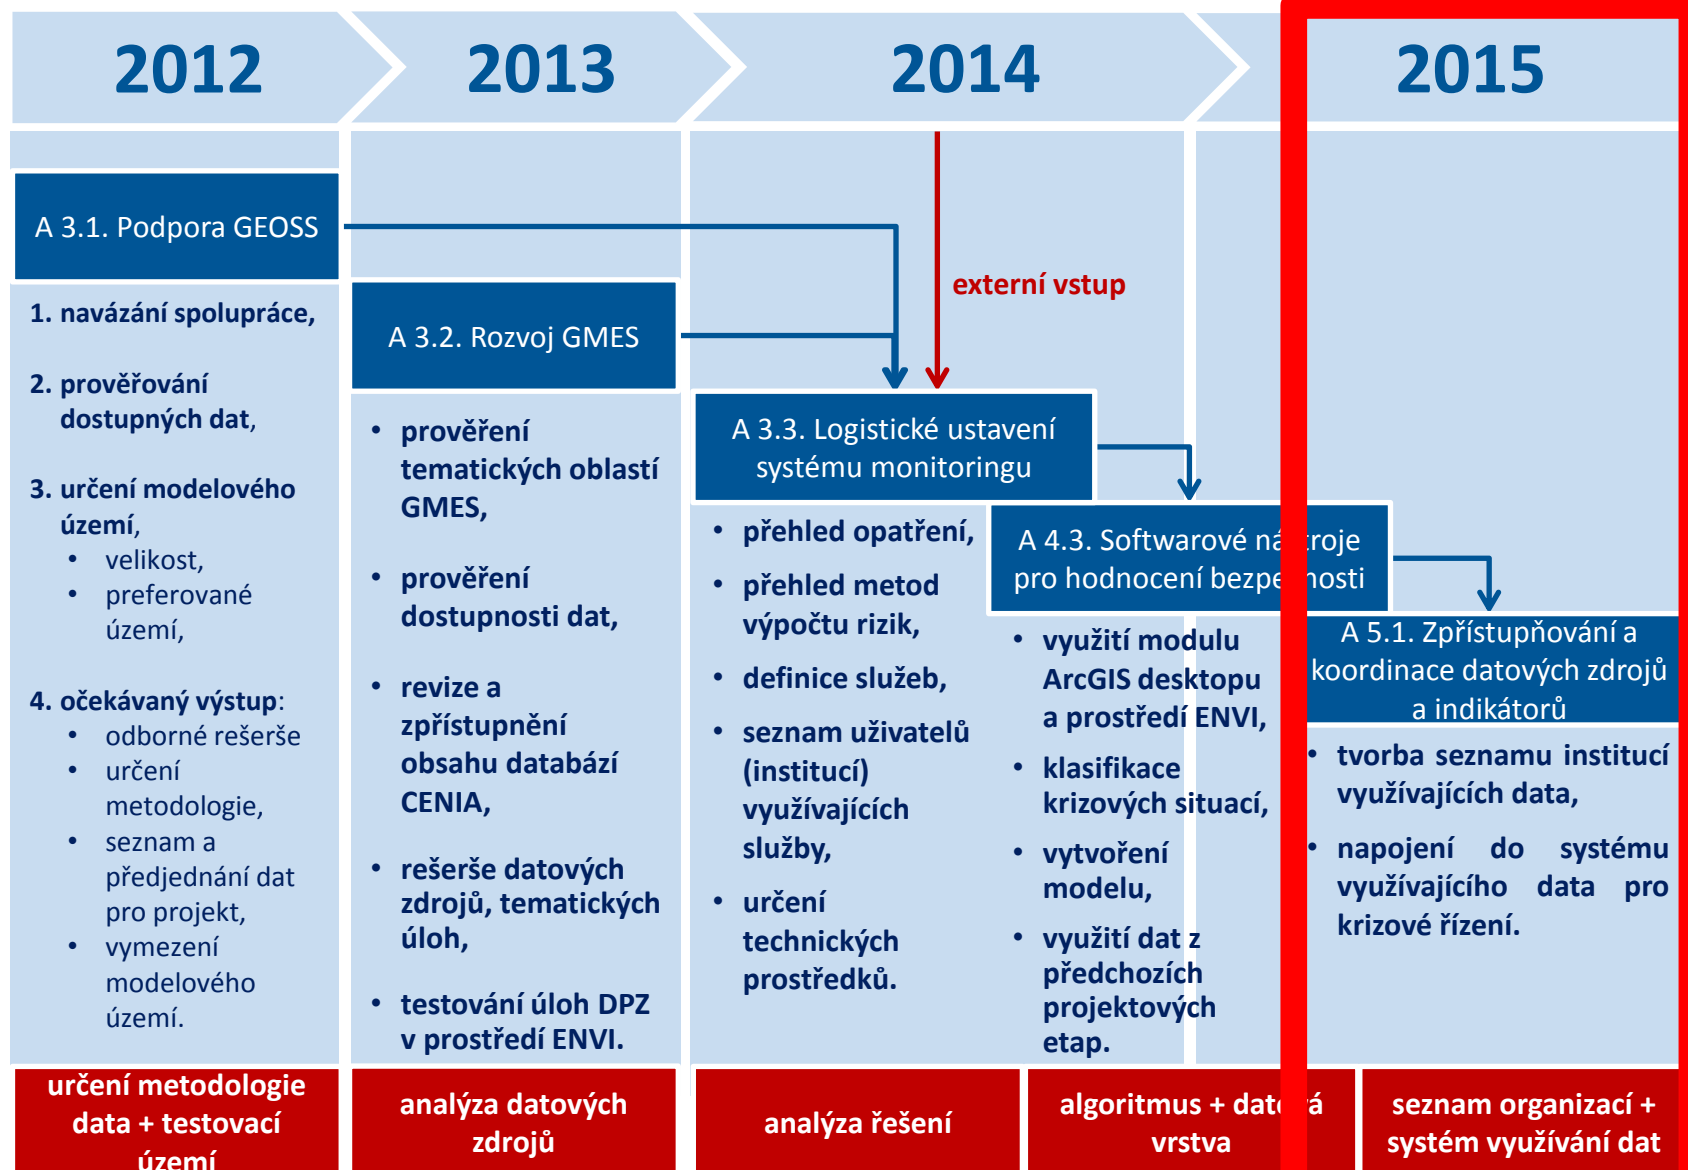 2012
2013
2014
2015
A 3.1. Podpora GEOSS
1. navázání spolupráce,
2. prověřování
dostupných dat,
3. určení modelového
území,
• velikost,
• preferované
území,
4. očekávaný výstup:
• odborné rešerše
• určení
metodologie,
• seznam a
předjednání dat
pro projekt,
• vymezení
modelového
území.
určení metodologie
data + testovací
území
A 3.2. Rozvoj GMES
• prověření
tematických oblastí
GMES,
• prověření
dostupnosti dat,
• revize a
zpřístupnění
obsahu databází
CENIA,
• rešerše datových
zdrojů, tematických
úloh,
• testování úloh DPZ
v prostředí ENVI.
analýza datových
zdrojů
externí vstup
A 3.3. Logistické ustavení
systému monitoringu
• přehled opatření,
• přehled metod
výpočtu rizik,
• definice služeb,
• seznam uživatelů
(institucí)
využívajících
služby,
• určení
technických
prostředků.
analýza řešení
A 4.3. Softwarové nástroje
pro hodnocení bezpečnosti
• využití modulu
ArcGIS desktopu
a prostředí ENVI,
• klasifikace
krizových situací,
• vytvoření
modelu,
• využití dat z
předchozích
projektových
etap.
algoritmus + datová
vrstva
A 5.1. Zpřístupňování a
koordinace datových zdrojů
a indikátorů
• tvorba seznamu institucí
využívajících data,
• napojení do systému
využívajícího data pro
krizové řízení.
seznam organizací +
systém využívání dat